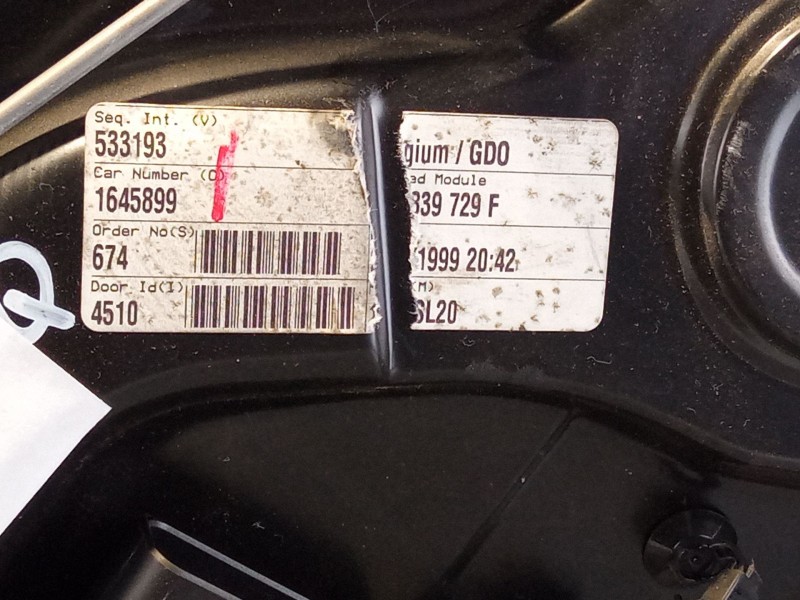 Seq. Int. (V)
533193
Car Number (O)
1645899
Order No(S)
674
Door Id(I)
4510
gium / GDO
ad Module
839 729 F
1999 20:42
(M)
SL20